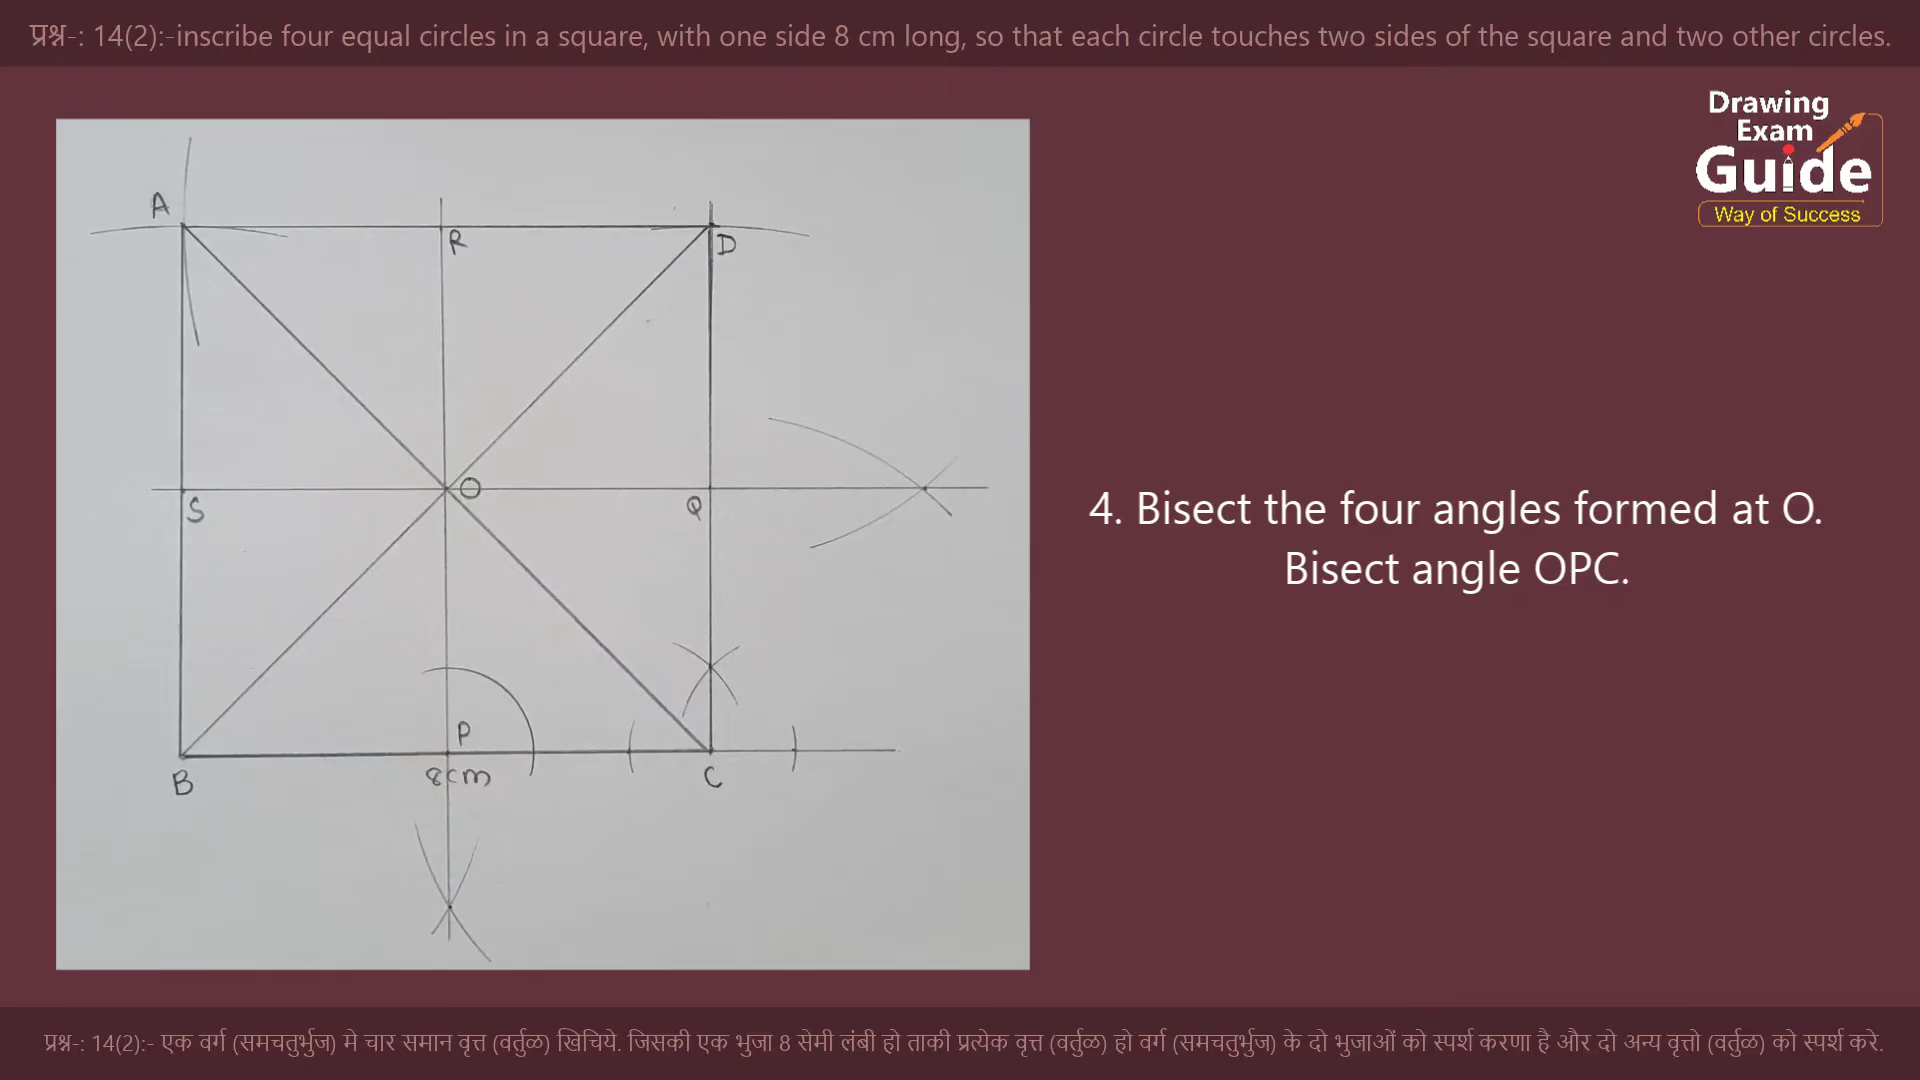 प्रश्न-: 14(2):-inscribe four equal circles in a square, with one side 8 cm long, so that each circle touches two sides of the square and two other circles.
Drawing
Exam
Guide
Way of Success
A
R
D
S
O
Q
4. Bisect the four angles formed at O.
Bisect angle OPC.
P
B
8cm
C
प्रश्न-: 14(2):- एक वर्ग (समचतुर्भुज) मे चार समान वृत्त (वर्तुळ) खिचिये. जिसकी एक भुजा 8 सेमी लंबी हो ताकी प्रत्येक वृत्त (वर्तुळ) हो वर्ग (समचतुर्भुज) के दो भुजाओं को स्पर्श करणा है और दो अन्य वृत्तो (वर्तुळ) को स्पर्श करे.